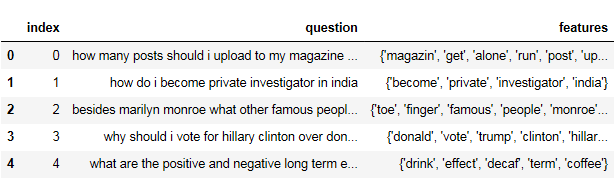 index question features
0 0 how many posts should i upload to my magazine ... {'magazin', 'get', 'alone', 'run', 'post', 'up...
1 1 how do i become private investigator in india {'become', 'private', 'investigator', 'india'}
2 2 besides marilyn monroe what other famous peopl... {'toe', 'finger', 'famous', 'people', 'monroe'...
3 3 why should i vote for hillary clinton over don... {'donald', 'vote', 'trump', 'clinton', 'hillar...
4 4 what are the positive and negative long term e... {'drink', 'effect', 'decaf', 'term', 'coffee'}